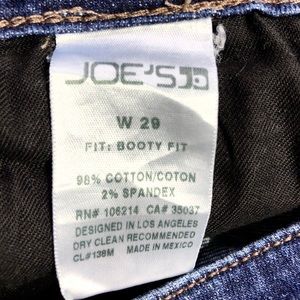 JOE'S
W 29
FIT: BOOTY FIT
98% COTTON/COTON
2% SPANDEX
RN# 106214 CA# 35037
DESIGNED IN LOS ANGELES
DRY CLEAN RECOMMENDED
CL#138M MADE IN MEXICO